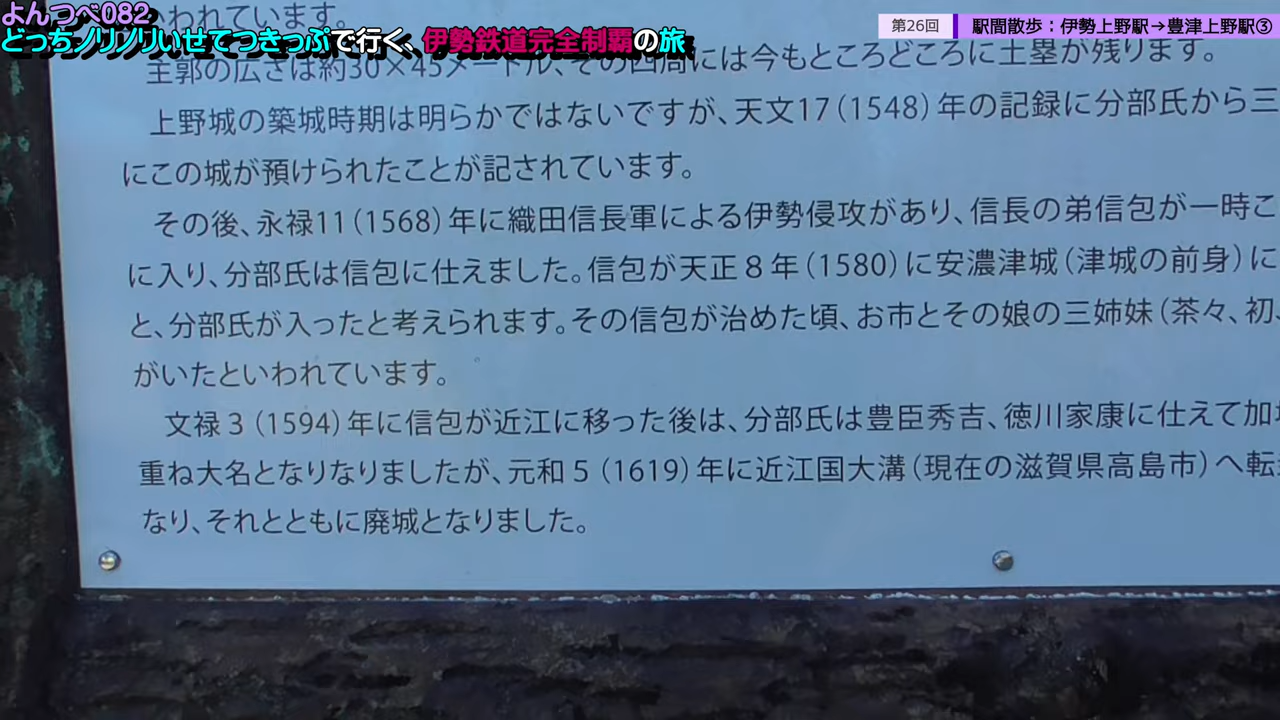 よんつべ082
どっちノリノリいせてつきっぷで行く、伊勢鉄道完全制覇の旅
第26回
駅間散歩：伊勢上野駅→豊津上野駅③
いわれています。
主郭の広さは約30×45メートル、その四周には今もところどころに土塁が残ります。
上野城の築城時期は明らかではないですが、天文17（1548）年の記録に分部氏から三
にこの城が預けられたことが記されています。
その後、永禄11（1568）年に織田信長軍による伊勢侵攻があり、信長の弟信包が一時こ
に入り、分部氏は信包に仕えました。信包が天正８年（1580）に安濃津城（津城の前身）に
と、分部氏が入ったと考えられます。その信包が治めた頃、お市とその娘の三姉妹（茶々、初、
がいたといわれています。
文禄３（1594）年に信包が近江に移った後は、分部氏は豊臣秀吉、徳川家康に仕えて加
重ね大名となりなりましたが、元和５（1619）年に近江国大溝（現在の滋賀県高島市）へ転
なり、それとともに廃城となりました。